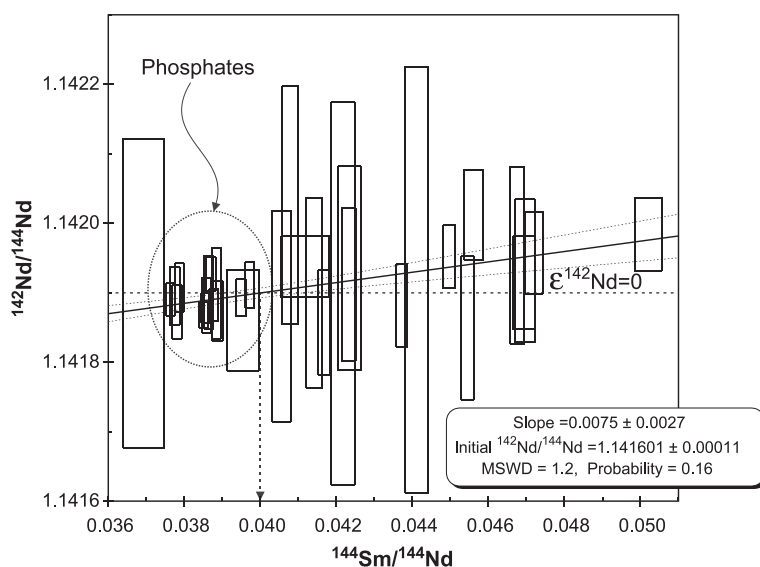 Phosphates
1.1422
1.1420
1.1418
1.1416
¹⁴²Nd/¹⁴⁴Nd
ε¹⁴²Nd=0
Slope =0.0075 ± 0.0027
Initial ¹⁴²Nd/¹⁴⁴Nd =1.141601 ± 0.00011
MSWD = 1.2, Probability = 0.16
0.036 0.038 0.040 0.042 0.044 0.046 0.048 0.050
¹⁴⁴Sm/¹⁴⁴Nd